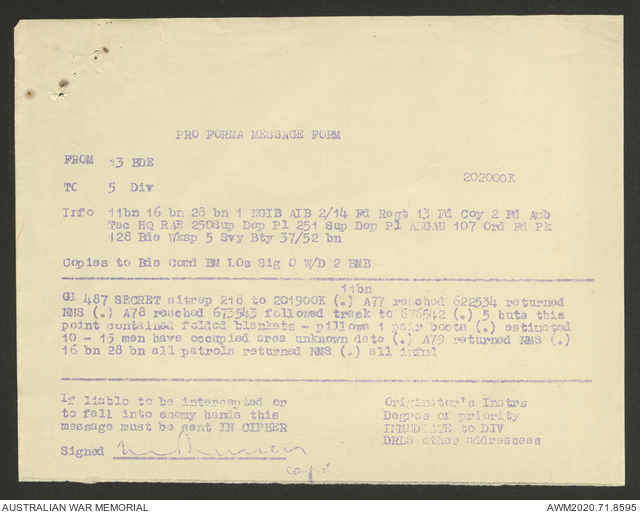 PRO FORMA MESSAGE FORM
FROM 13 BDE
202000K
TO 5 Div
Info 11bn 16 bn 28 bn 1 NGIB AIB 2/14 Fd Regt 13 Fd Coy 2 Fd Amb
Tac HQ RAE 250Sup Dep Pl 251 Sup Dep Pl ANGAU 107 Ord Fd Pk
128 Bde Wksp 5 Svy Bty 37/52 bn
Copies to Bde Comd BM LOs Sig O W/D 2 BMB
11bn
GI 487 SECRET sitrep 218 to 201900K (.) A77 reached 622534 returned
NMS (.) A78 reached 673543 followed track to 676542 (.) 5 huts this
point contained folded blankets - pillows 1 pair boots (.) estimated
10 - 15 men have occupied area unknown date (.) A79 returned NMS (.)
16 bn 28 bn all patrols returned NMS (.) all infml
If liable to be intercepted or
to fall into enemy hands this
message must be sent IN CIPHER
Signed
Originator's Instrs
Degree of priority
IMMEDIATE to DIV
DRLS other addressees
Capt
AUSTRALIAN WAR MEMORIAL
AWM2020.71.8595